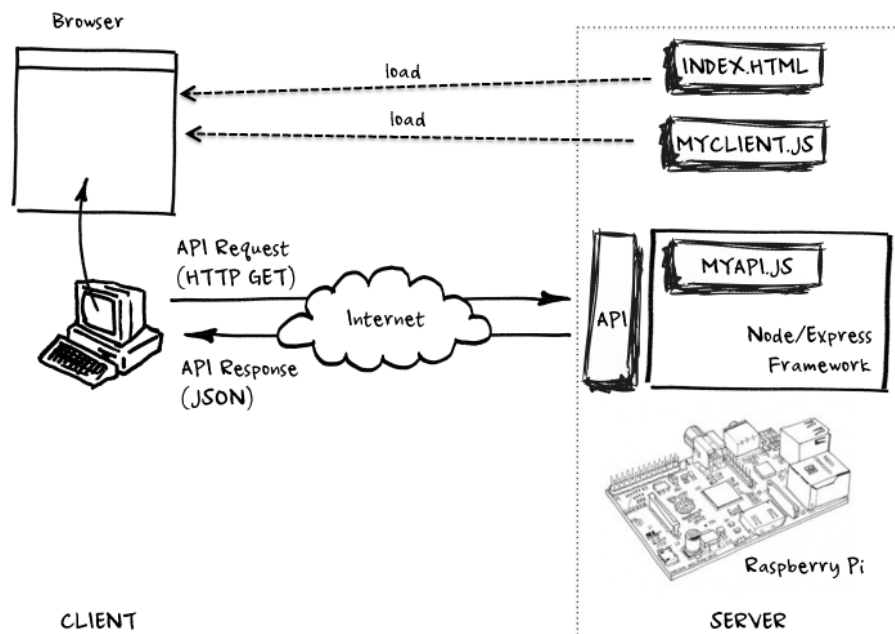 Browser
load
INDEX.HTML
load
MYCLIENT.JS
API Request
(HTTP GET)
MYAPI.JS
Internet
API
Node/Express
Framework
API Response
(JSON)
Raspberry Pi
CLIENT
SERVER